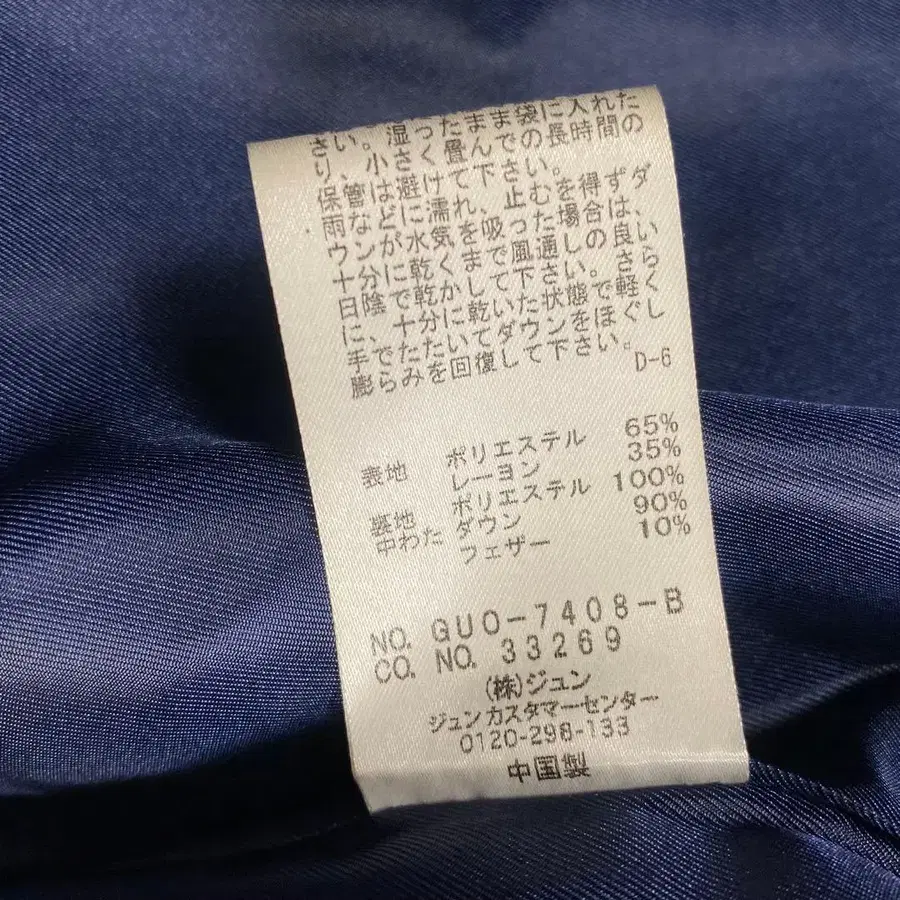 さい。湿ったまま袋に入れた
り、小さく畳んでの長時間の
保管は避けて下さい。
雨などに濡れ、止むを得ずダ
ウンが水気を吸った場合は、
十分に乾くまで風通しの良い
日陰で乾かして下さい。さら
に、十分に乾いた状態で軽く
手でたたいてダウンをほぐし
膨らみを回復して下さい。
D-6
表地 ポリエステル 65%
レーヨン 35%
裏地 ポリエステル 100%
中わた ダウン 90%
フェザー 10%
NO. GUO-7408-B
CO. NO. 33269
(株)ジュン
ジュンカスタマーセンター
0120-298-133
中国製